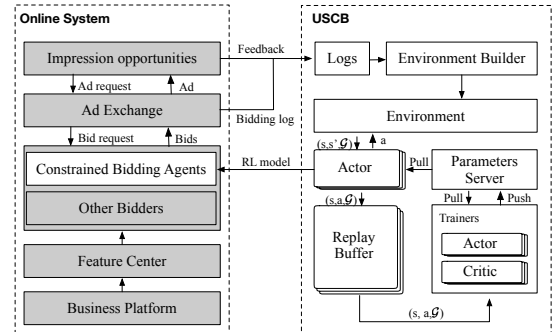 Online System
USCB
Impression opportunities
Feedback
Logs
Environment Builder
Ad request
Ad
Ad Exchange
Bidding log
Environment
Bid request
Bids
(s,s',𝒢)
a
Constrained Bidding Agents
RL model
Actor
Pull
Parameters
Server
Other Bidders
(s,a,𝒢)
Pull
Push
Replay
Buffer
Trainers
Actor
Critic
Feature Center
Business Platform
(s, a,𝒢)